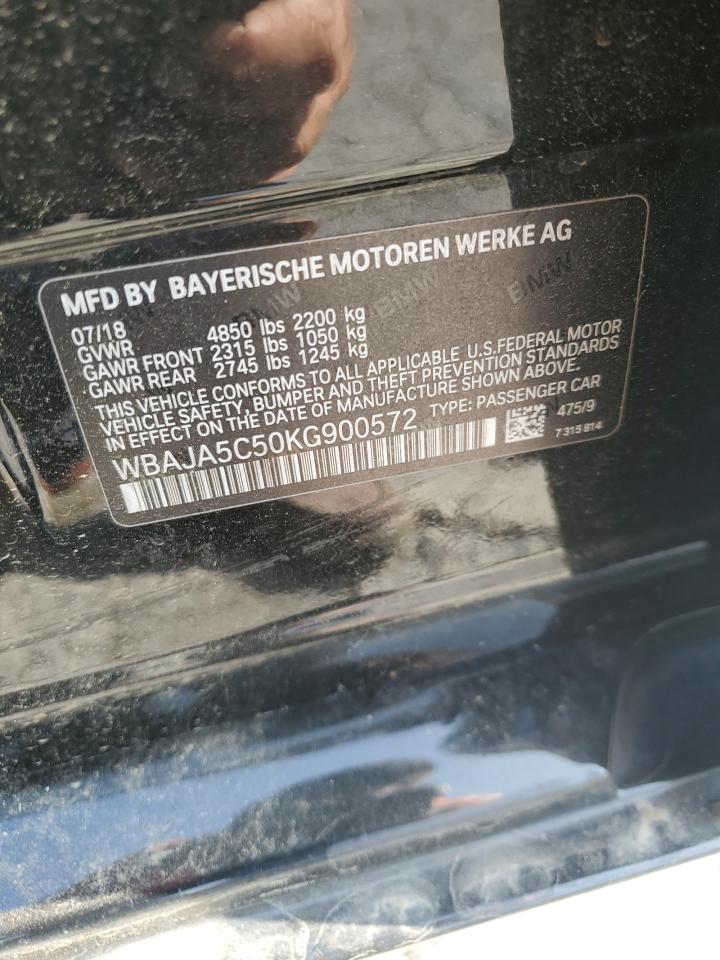 MFD BY BAYERISCHE MOTOREN WERKE AG
07/18
GVWR 4850 lbs 2200 kg
GAWR FRONT 2315 lbs 1050 kg
GAWR REAR 2745 lbs 1245 kg
THIS VEHICLE CONFORMS TO ALL APPLICABLE U.S.FEDERAL MOTOR
VEHICLE SAFETY, BUMPER AND THEFT PREVENTION STANDARDS
IN EFFECT ON THE DATE OF MANUFACTURE SHOWN ABOVE.
WBAJA5C50KG900572 TYPE: PASSENGER CAR
475/9
7 315 814
BMW BMW BMW